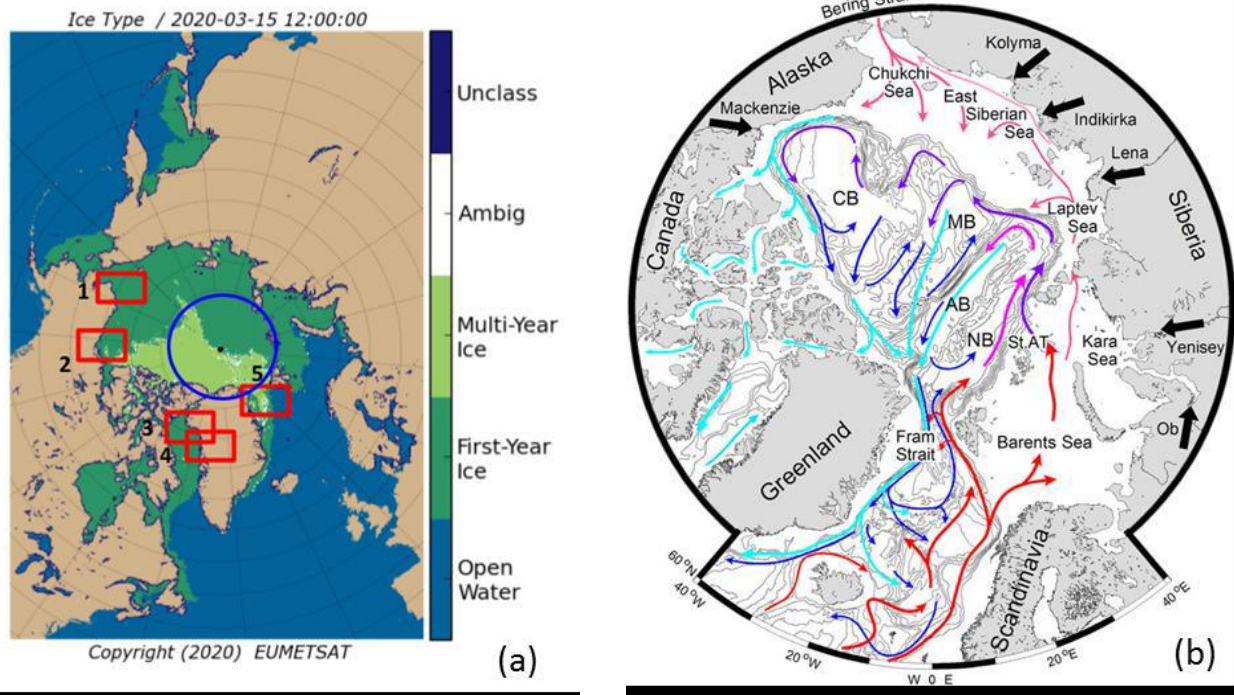 Ice Type / 2020-03-15 12:00:00
Unclass
Ambig
Multi-Year
Ice
First-Year
Ice
Open
Water
1
2
3
4
5
Copyright (2020) EUMETSAT
(a)
Alaska
Chukchi
Sea
Kolyma
East
Siberian
Sea
Indikirka
Mackenzie
Lena
Canada
Siberia
CB
MB
Laptev
Sea
AB
NB
St.AT
Kara
Sea
Yenisey
Ob
Greenland
Fram
Strait
Barents Sea
Scandinavia
60°N
40°W
20°W
W 0 E
20°E
40°E
(b)